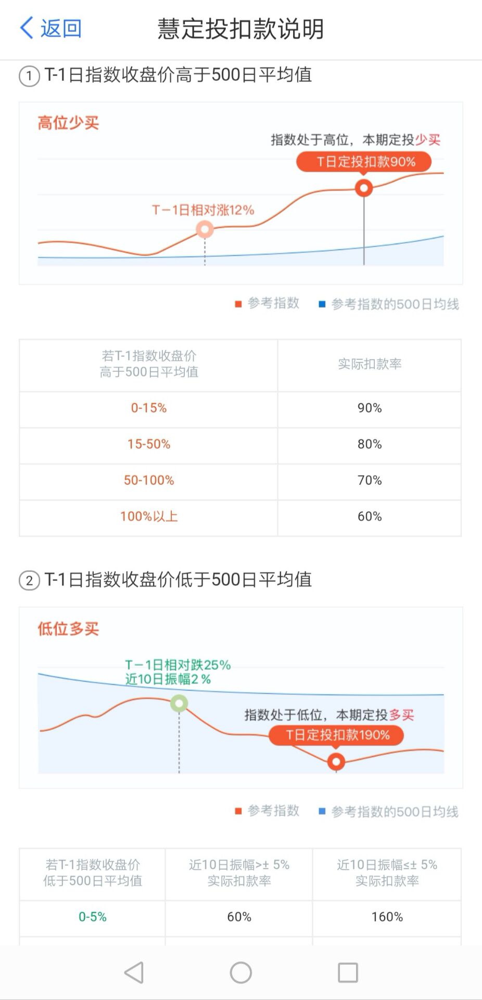 返回
慧定投扣款说明
① T-1日指数收盘价高于500日平均值
高位少买
指数处于高位，本期定投少买
T日定投扣款90%
T－1日相对涨12%
参考指数 参考指数的500日均线
若T-1指数收盘价
高于500日平均值
实际扣款率
0-15% 90%
15-50% 80%
50-100% 70%
100%以上 60%
② T-1日指数收盘价低于500日平均值
低位多买
T－1日相对跌25%
近10日振幅2%
指数处于低位，本期定投多买
T日定投扣款190%
参考指数 参考指数的500日均线
若T-1指数收盘价
低于500日平均值
近10日振幅>± 5%
实际扣款率
近10日振幅≤± 5%
实际扣款率
0-5% 60% 160%